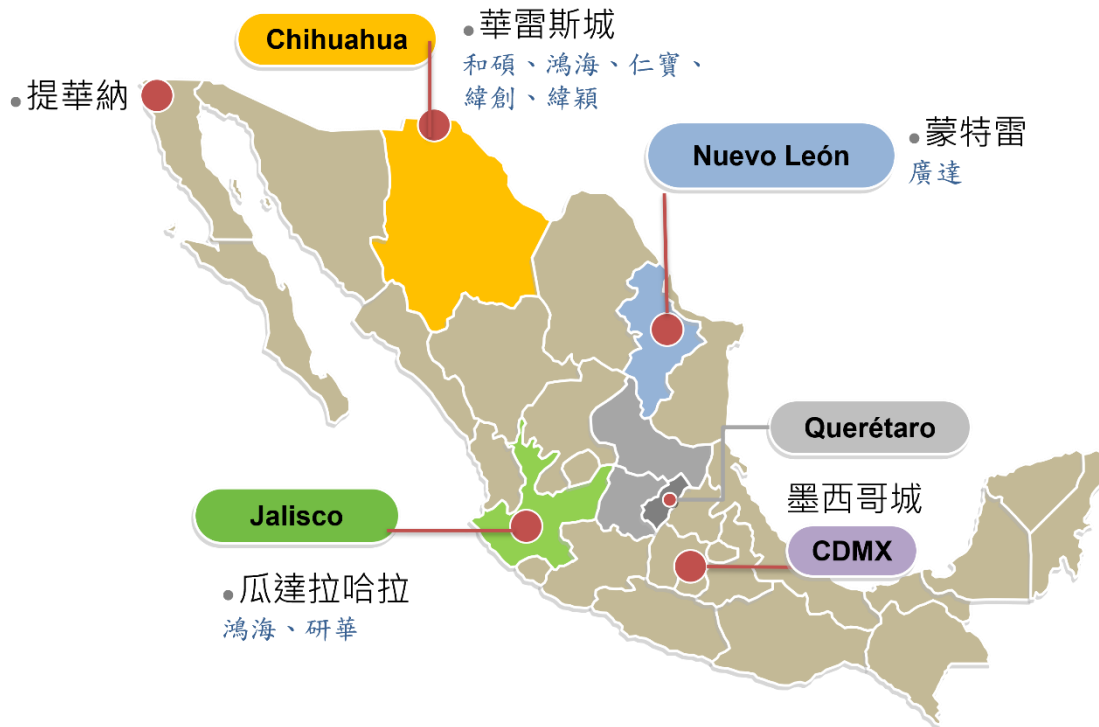 Chihuahua
•華雷斯城
和碩、鴻海、仁寶、
緯創、緯穎
•提華納
Nuevo León
•蒙特雷
廣達
Querétaro
墨西哥城
CDMX
Jalisco
•瓜達拉哈拉
鴻海、研華